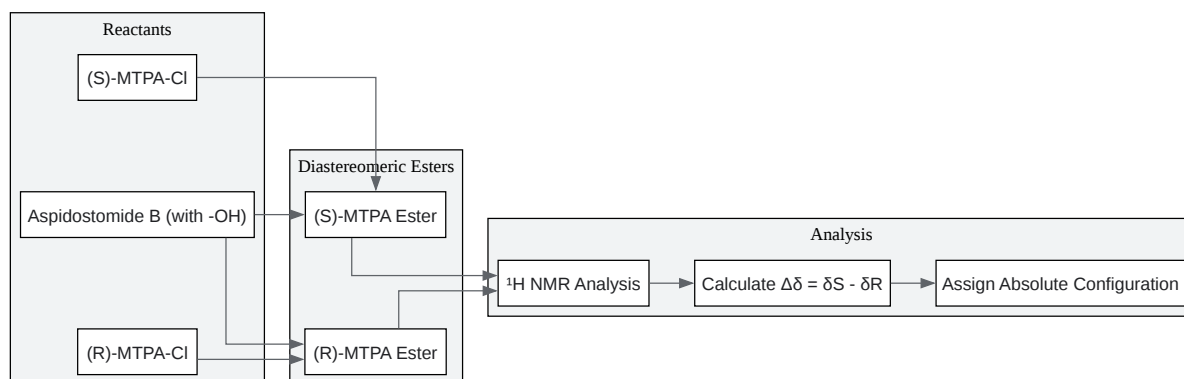 Reactants
(S)-MTPA-Cl
Diastereomeric Esters
Aspidostomide B (with -OH)
(S)-MTPA Ester
Analysis
¹H NMR Analysis
Calculate Δδ = δS - δR
Assign Absolute Configuration
(R)-MTPA-Cl
(R)-MTPA Ester